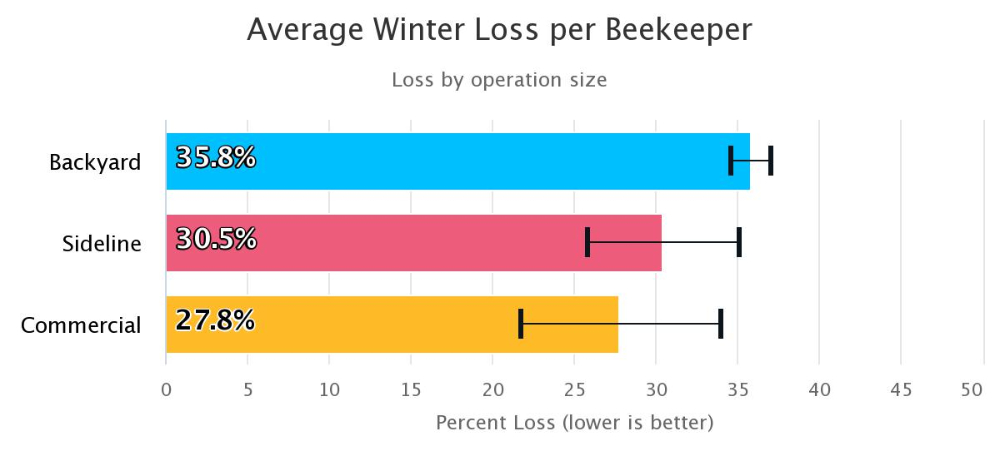 Average Winter Loss per Beekeeper
Loss by operation size
Backyard 35.8%
Sideline 30.5%
Commercial 27.8%
0 5 10 15 20 25 30 35 40 45 50
Percent Loss (lower is better)